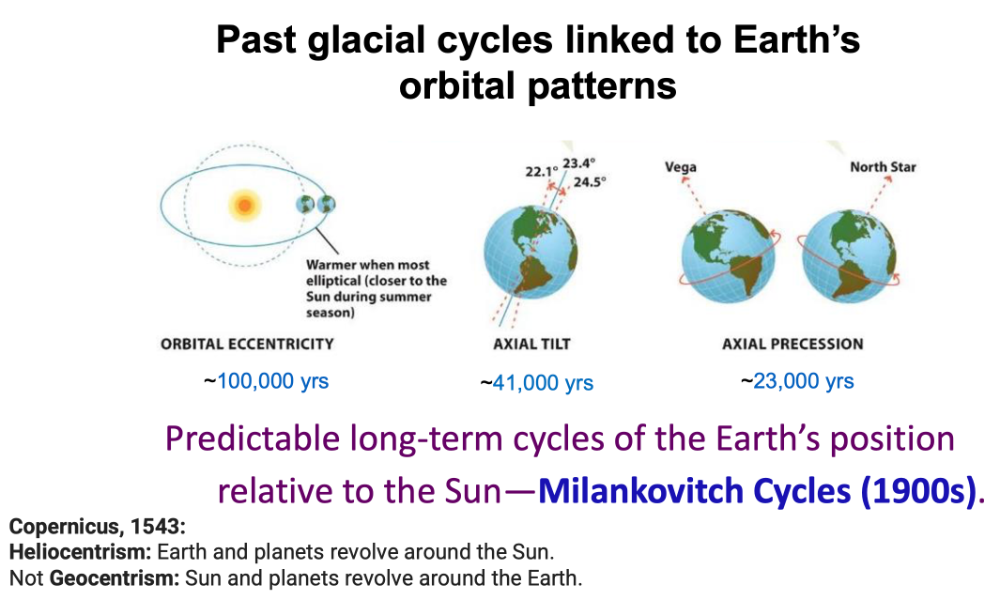 Past glacial cycles linked to Earth’s
orbital patterns
22.1°
23.4°
24.5°
Vega
North Star
Warmer when most
elliptical (closer to the
Sun during summer
season)
ORBITAL ECCENTRICITY
AXIAL TILT
AXIAL PRECESSION
~100,000 yrs
~41,000 yrs
~23,000 yrs
Predictable long-term cycles of the Earth’s position
relative to the Sun—Milankovitch Cycles (1900s).
Copernicus, 1543:
Heliocentrism: Earth and planets revolve around the Sun.
Not Geocentrism: Sun and planets revolve around the Earth.